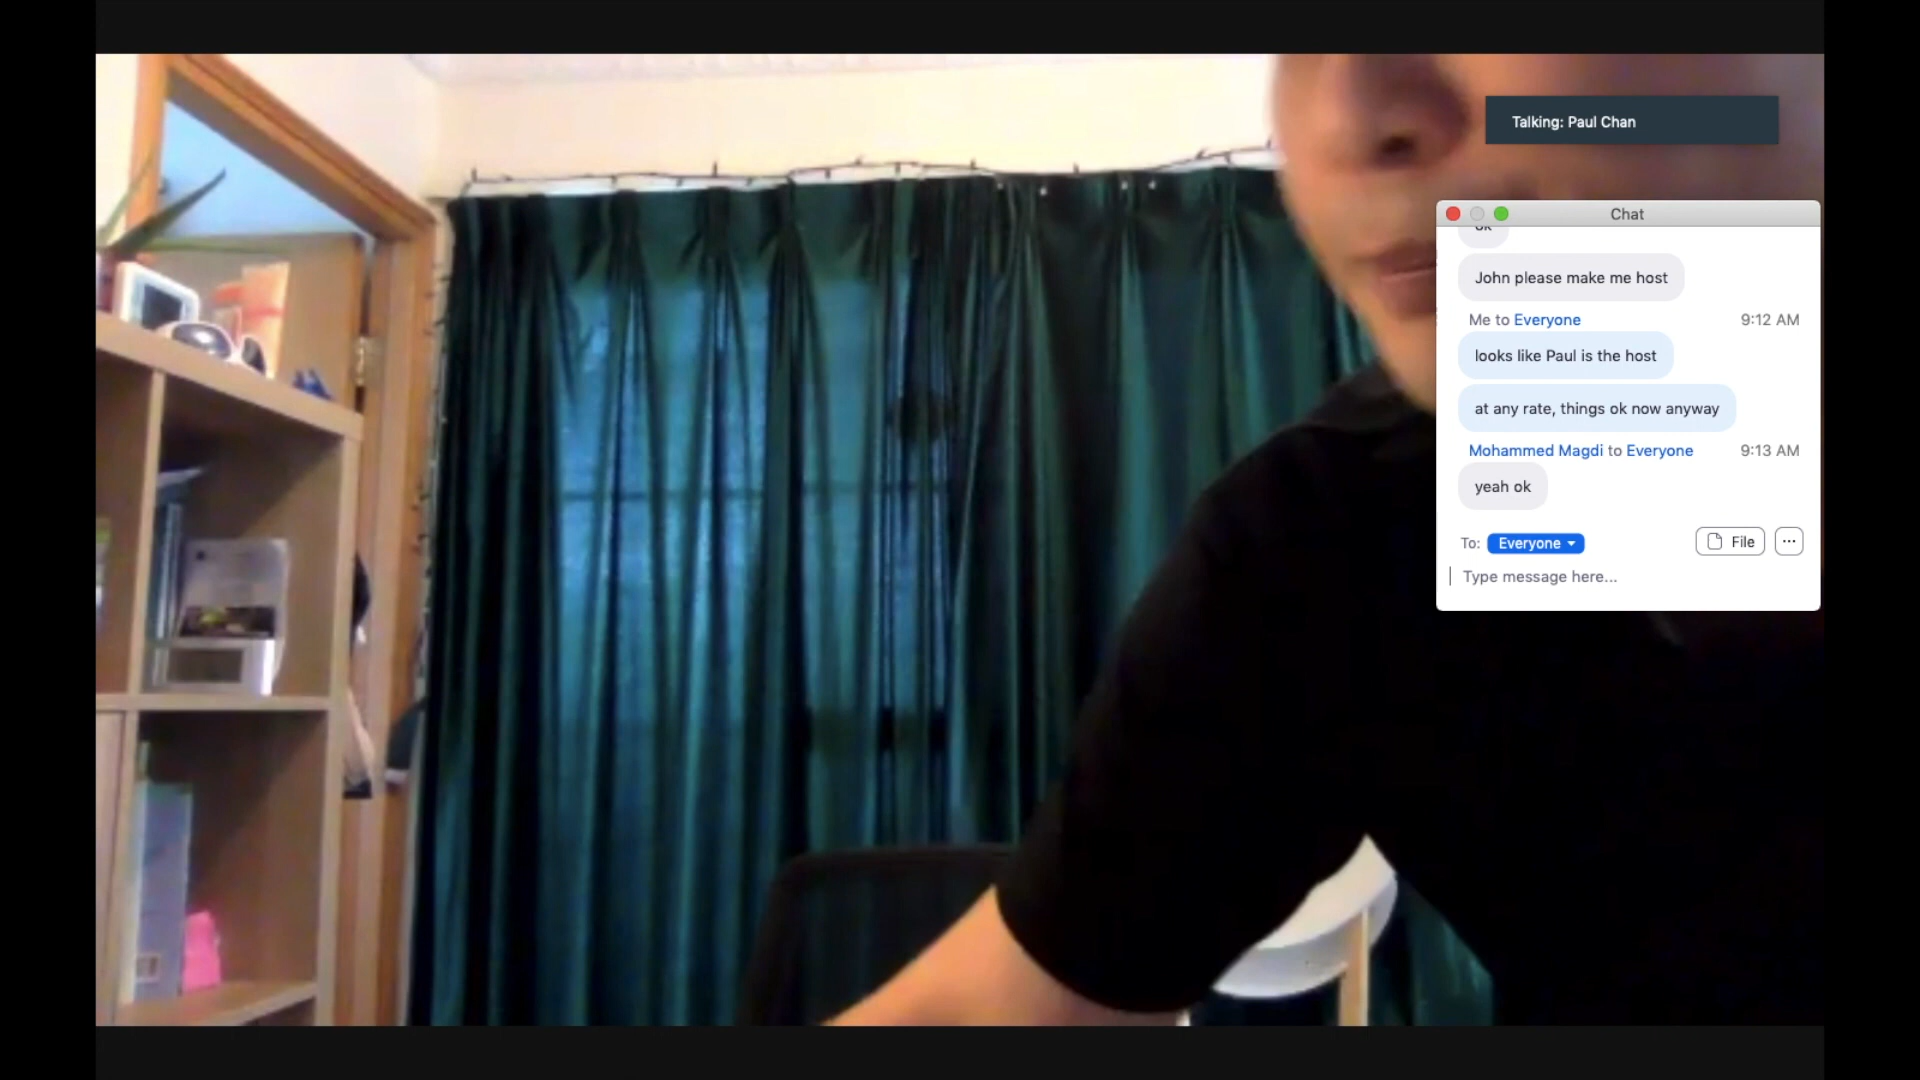 Talking: Paul Chan
Chat
ok
John please make me host
Me to Everyone 9:12 AM
looks like Paul is the host
at any rate, things ok now anyway
Mohammed Magdi to Everyone 9:13 AM
yeah ok
To: Everyone File
Type message here...